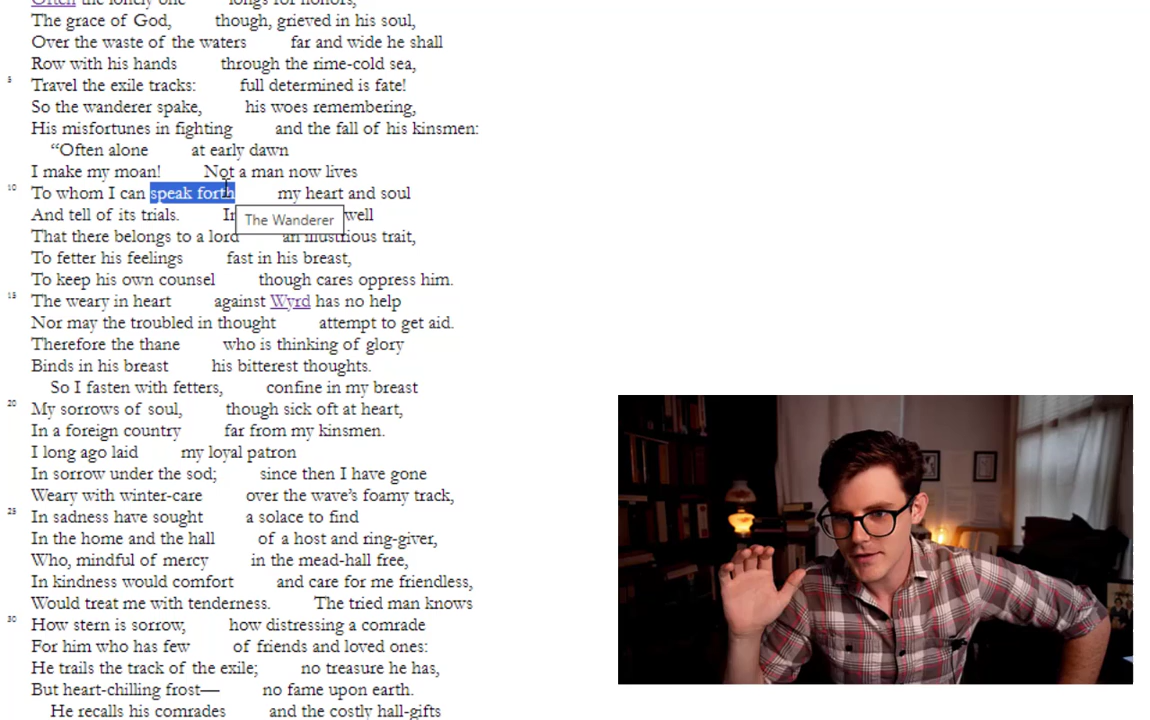 Often the lonely one longs for honors,
The grace of God, though, grieved in his soul,
Over the waste of the waters far and wide he shall
Row with his hands through the rime-cold sea,
5 Travel the exile tracks: full determined is fate!
So the wanderer spake, his woes remembering,
His misfortunes in fighting and the fall of his kinsmen:
“Often alone at early dawn
I make my moan! Not a man now lives
10 To whom I can speak forth my heart and soul
And tell of its trials. well
The Wanderer
That there belongs to a lord an illustrious trait,
To fetter his feelings fast in his breast,
To keep his own counsel though cares oppress him.
15 The weary in heart against Wyrd has no help
Nor may the troubled in thought attempt to get aid.
Therefore the thane who is thinking of glory
Binds in his breast his bitterest thoughts.
So I fasten with fetters, confine in my breast
20 My sorrows of soul, though sick oft at heart,
In a foreign country far from my kinsmen.
I long ago laid my loyal patron
In sorrow under the sod; since then I have gone
Weary with winter-care over the wave’s foamy track,
25 In sadness have sought a solace to find
In the home and the hall of a host and ring-giver,
Who, mindful of mercy in the mead-hall free,
In kindness would comfort and care for me friendless,
Would treat me with tenderness. The tried man knows
30 How stern is sorrow, how distressing a comrade
For him who has few of friends and loved ones:
He trails the track of the exile; no treasure he has,
But heart-chilling frost— no fame upon earth.
He recalls his comrades and the costly hall-gifts